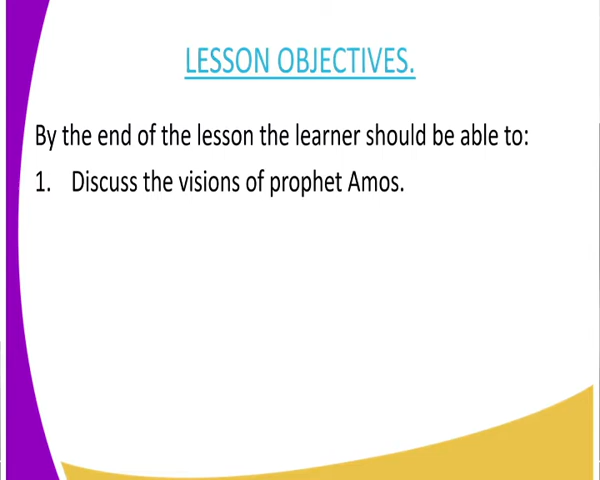 LESSON OBJECTIVES.
By the end of the lesson the learner should be able to:
1. Discuss the visions of prophet Amos.